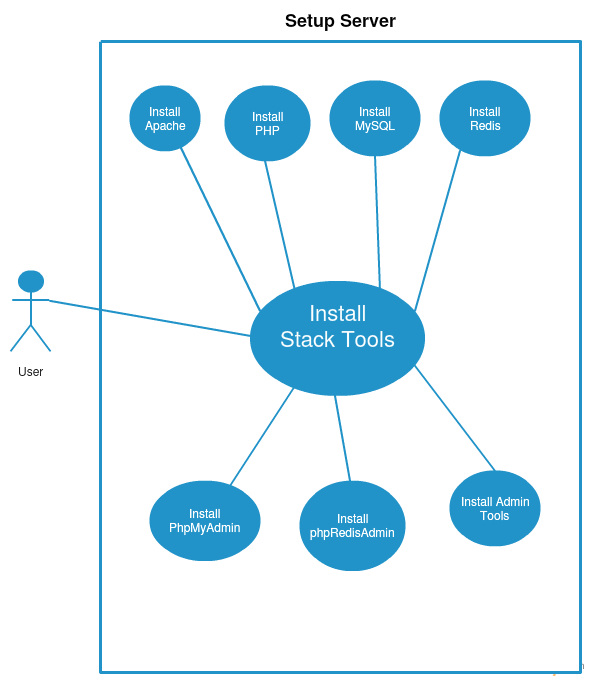 Setup Server
Install
Apache
Install
PHP
Install
MySQL
Install
Redis
Install
Stack Tools
User
Install
PhpMyAdmin
Install
phpRedisAdmin
Install Admin
Tools